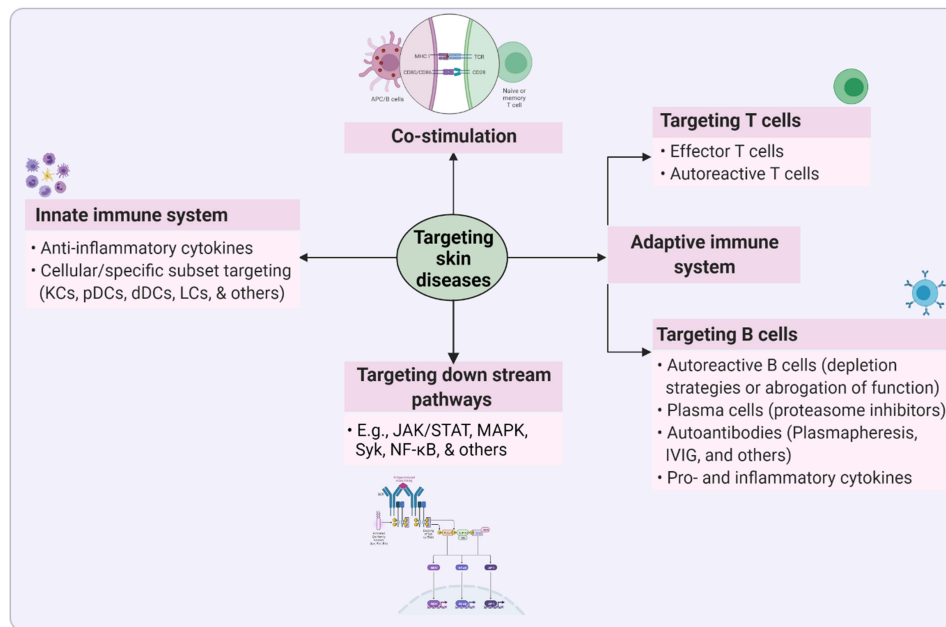 MHC-I
TCR
CD80/CD86
CD28
APC/B cells
Naive or
memory
T cell
Co-stimulation
Targeting T cells
• Effector T cells
• Autoreactive T cells
Innate immune system
• Anti-inflammatory cytokines
• Cellular/specific subset targeting
(KCs, pDCs, dDCs, LCs, & others)
Targeting
skin
diseases
Adaptive immune
system
Targeting B cells
• Autoreactive B cells (depletion
strategies or abrogation of function)
• Plasma cells (proteasome inhibitors)
• Autoantibodies (Plasmapheresis,
IVIG, and others)
• Pro- and inflammatory cytokines
Targeting down stream
pathways
• E.g., JAK/STAT, MAPK,
Syk, NF-κB, & others